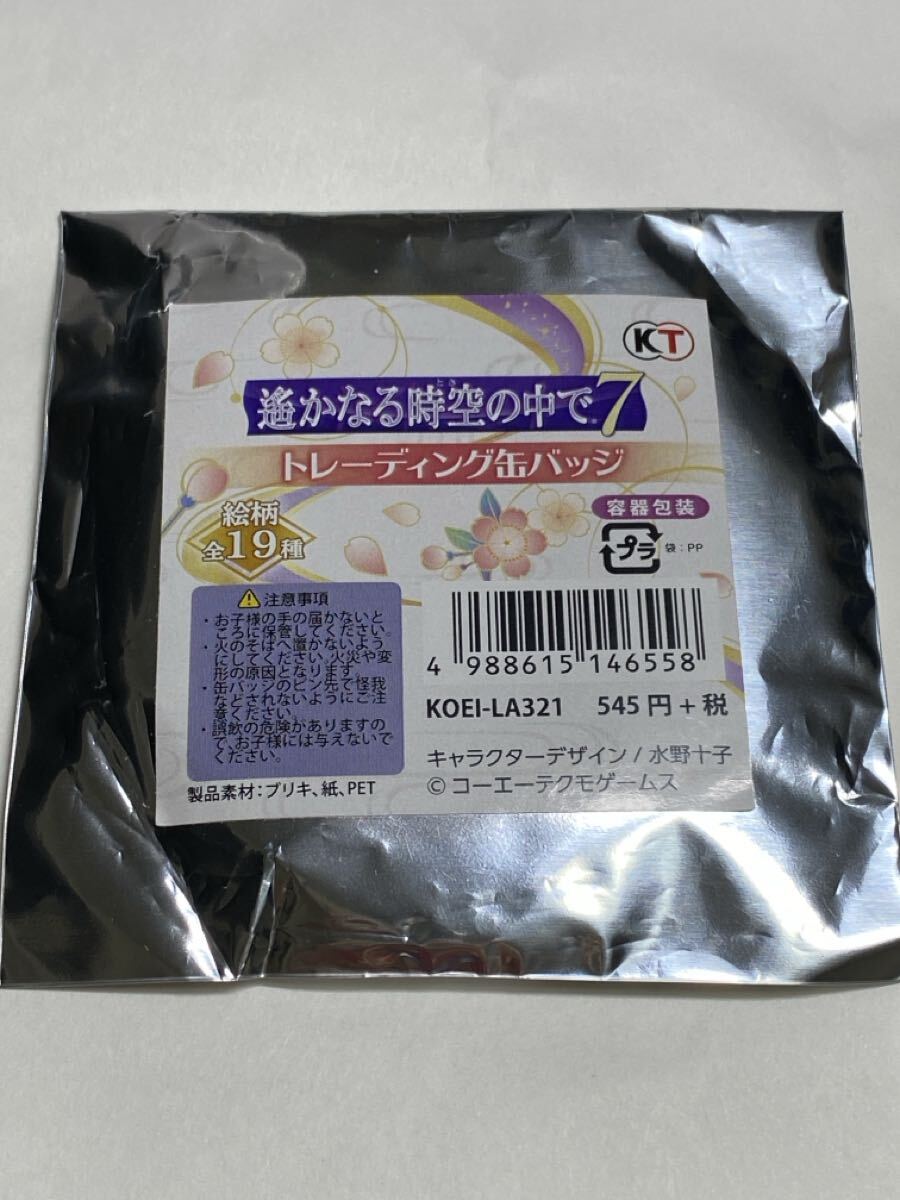 KT
とき
遙かなる時空の中で7
トレーディング缶バッジ
絵柄
全19種
容器包装
プラ
袋:PP
注意事項
・お子様の手の届かないと
ころに保管してください。
・火のそばへ置かないよう
にしてください。火災や変
形の原因となります。
・缶バッジのピン先で怪我
などされないようにご注
意ください。
・誤飲の危険がありますの
で、お子様には与えないで
ください。
製品素材:ブリキ、紙、PET
4 988615 146558
KOEI-LA321 545円+税
キャラクターデザイン/水野十子
©コーエーテクモゲームス